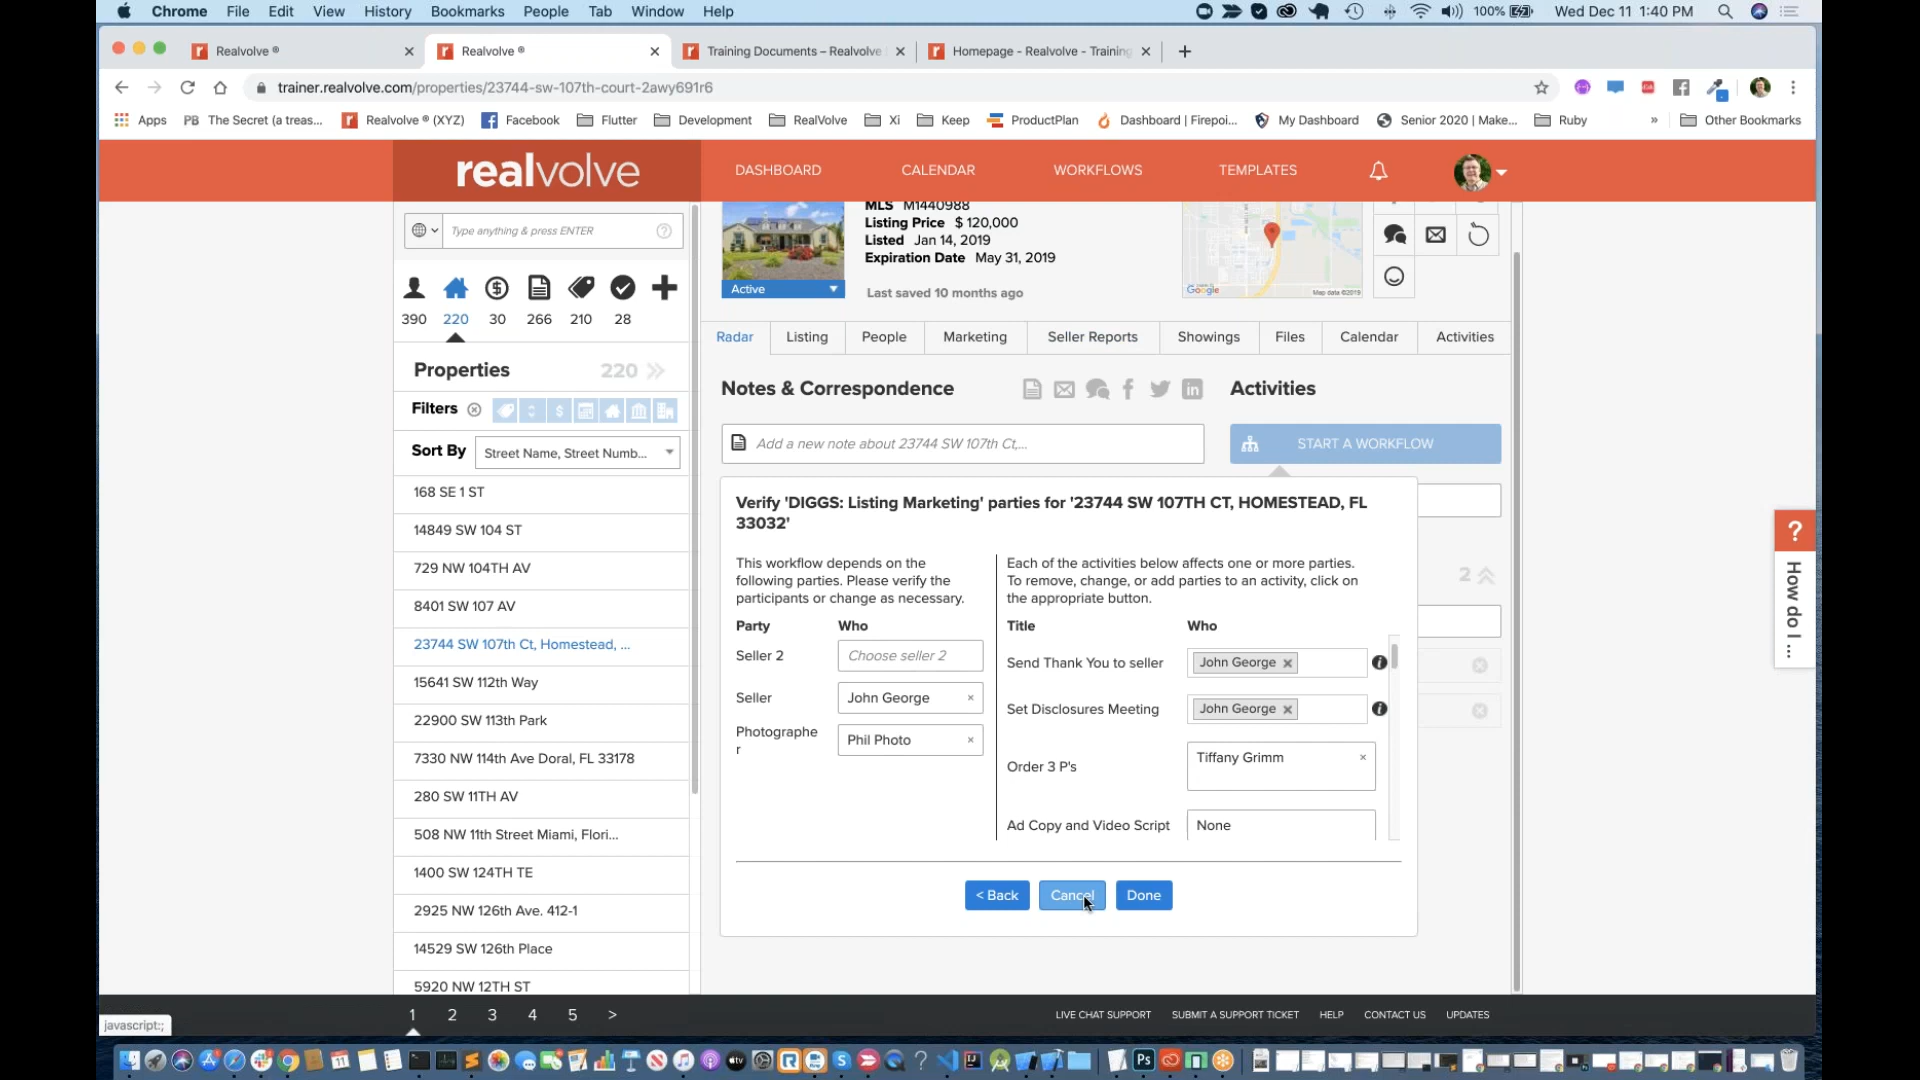 Chrome File Edit View History Bookmarks People Tab Window Help 100% Wed Dec 11 1:40 PM
Realvolve ® Realvolve ® Training Documents – Realvolve Homepage - Realvolve - Training
trainer.realvolve.com/properties/23744-sw-107th-court-2awy691r6
Apps PB The Secret (a treas... Realvolve ® (XYZ) Facebook Flutter Development RealVolve Xi Keep ProductPlan Dashboard | Firepoi... My Dashboard Senior 2020 | Make... Ruby » Other Bookmarks
realvolve DASHBOARD CALENDAR WORKFLOWS TEMPLATES
Type anything & press ENTER
390 220 30 266 210 28
Properties 220
Filters
Sort By Street Name, Street Numb...
168 SE 1 ST
14849 SW 104 ST
729 NW 104TH AV
8401 SW 107 AV
23744 SW 107th Ct, Homestead, ...
15641 SW 112th Way
22900 SW 113th Park
7330 NW 114th Ave Doral, FL 33178
280 SW 11TH AV
508 NW 11th Street Miami, Flori...
1400 SW 124TH TE
2925 NW 126th Ave. 412-1
14529 SW 126th Place
5920 NW 12TH ST
MLS M1440988
Listing Price $ 120,000
Listed Jan 14, 2019
Expiration Date May 31, 2019
Active
Last saved 10 months ago
Google Map data ©2019
Radar Listing People Marketing Seller Reports Showings Files Calendar Activities
Notes & Correspondence
Activities
Add a new note about 23744 SW 107th Ct,...
START A WORKFLOW
2
Verify 'DIGGS: Listing Marketing' parties for '23744 SW 107TH CT, HOMESTEAD, FL
33032'
This workflow depends on the
following parties. Please verify the
participants or change as necessary.
Party Who
Seller 2 Choose seller 2
Seller John George ×
Photographe
r Phil Photo ×
Each of the activities below affects one or more parties.
To remove, change, or add parties to an activity, click on
the appropriate button.
Title Who
Send Thank You to seller John George ×
Set Disclosures Meeting John George ×
Order 3 P's Tiffany Grimm ×
Ad Copy and Video Script None
< Back Cancel Done
? How do I ...
1 2 3 4 5 >
LIVE CHAT SUPPORT SUBMIT A SUPPORT TICKET HELP CONTACT US UPDATES
javascript:;